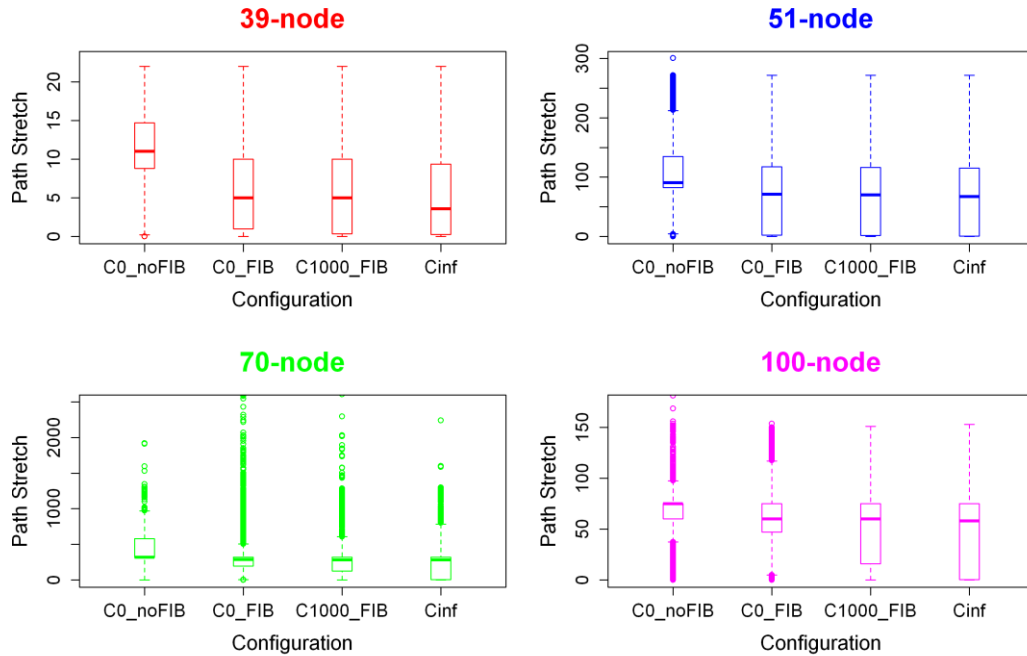 39-node
Path Stretch
20
15
10
5
0
C0_noFIB C0_FIB C1000_FIB Cinf
Configuration
51-node
Path Stretch
300
200
100
0
C0_noFIB C0_FIB C1000_FIB Cinf
Configuration
70-node
Path Stretch
2000
1000
0
C0_noFIB C0_FIB C1000_FIB Cinf
Configuration
100-node
Path Stretch
150
100
50
0
C0_noFIB C0_FIB C1000_FIB Cinf
Configuration